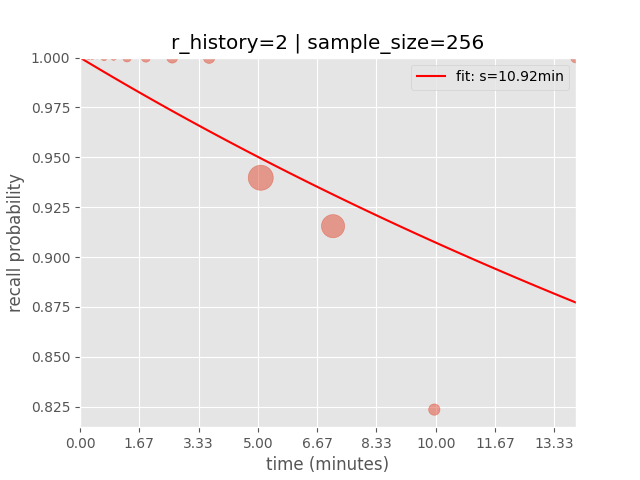 r_history=2 | sample_size=256
fit: s=10.92min
recall probability
1.000
0.975
0.950
0.925
0.900
0.875
0.850
0.825
0.00 1.67 3.33 5.00 6.67 8.33 10.00 11.67 13.33
time (minutes)